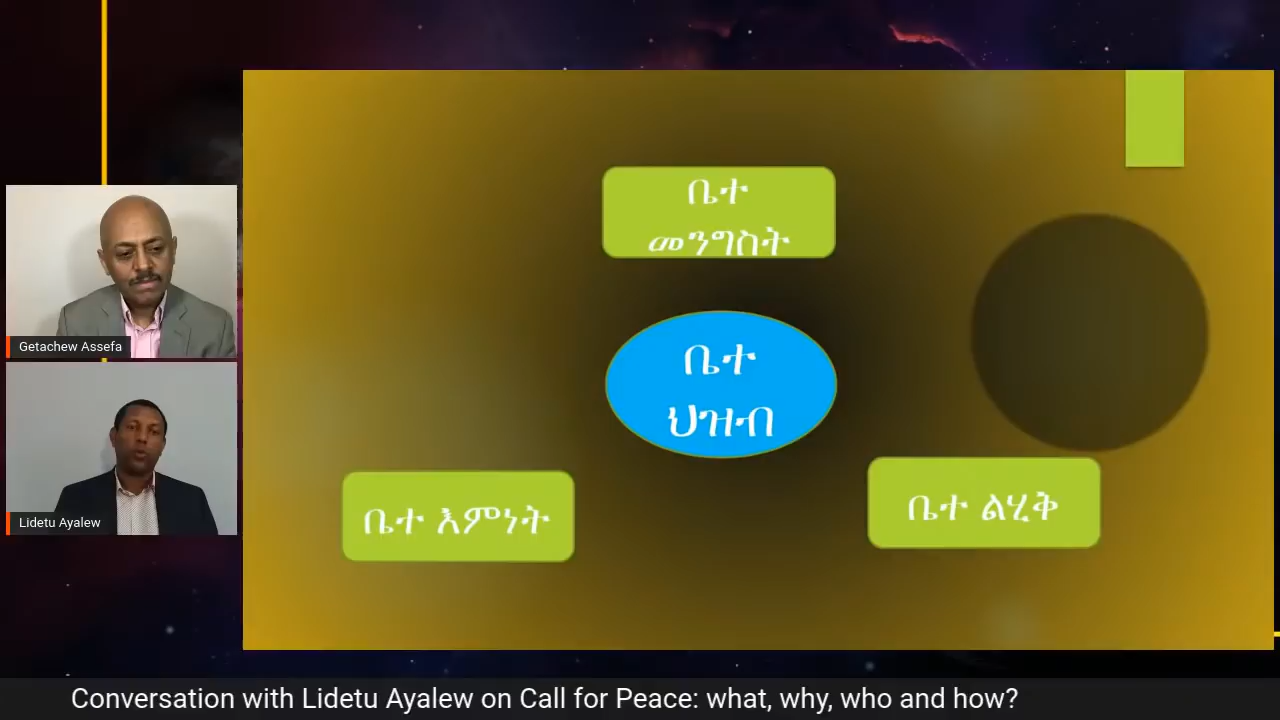 ቤተ
መንግስት
ቤተ
ህዝብ
ቤተ እምነት
ቤተ ልሂቅ
Getachew Assefa
Lidetu Ayalew
Conversation with Lidetu Ayalew on Call for Peace: what, why, who and how?